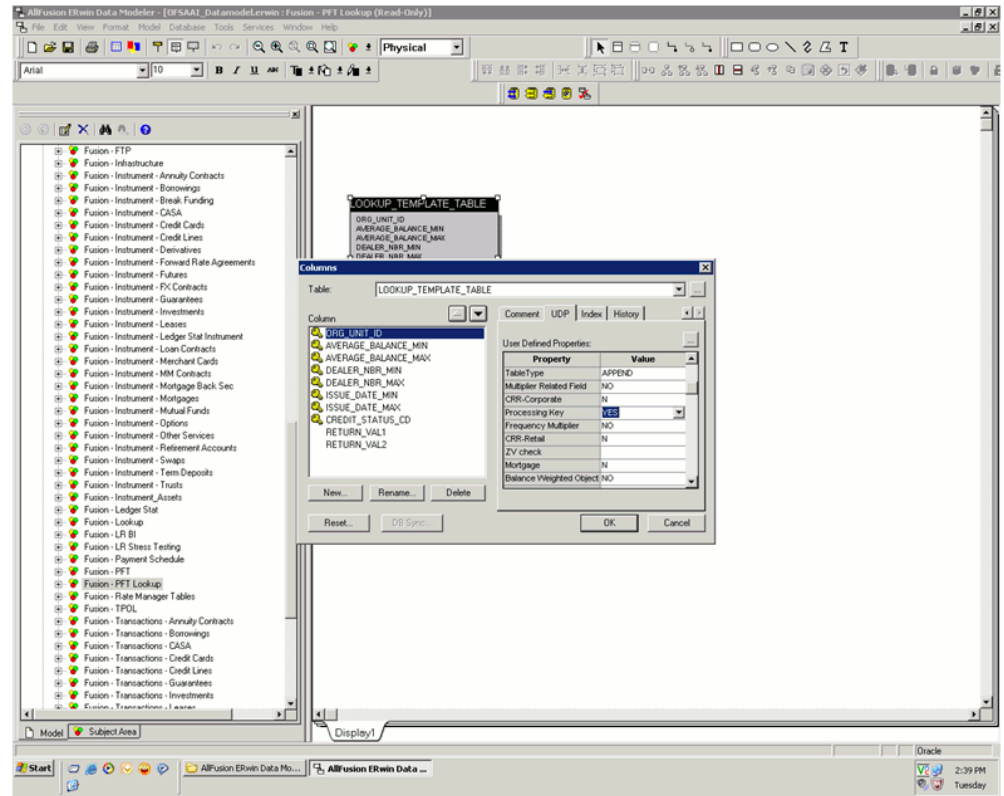 AllFusion ERwin Data Modeler - [OFSAAI_Datamodel.erwin : Fusion - PFT Lookup (Read-Only)]
File Edit View Format Model Database Tools Services Window Help
Physical
Arial
10
B I U
T
Fusion - FTP
Fusion - Infrastructure
Fusion - Instrument - Annuity Contracts
Fusion - Instrument - Borrowings
Fusion - Instrument - Break Funding
Fusion - Instrument - CASA
Fusion - Instrument - Credit Cards
Fusion - Instrument - Credit Lines
Fusion - Instrument - Derivatives
Fusion - Instrument - Forward Rate Agreements
Fusion - Instrument - Futures
Fusion - Instrument - FX Contracts
Fusion - Instrument - Guarantees
Fusion - Instrument - Investments
Fusion - Instrument - Leases
Fusion - Instrument - Ledger Stat Instrument
Fusion - Instrument - Loan Contracts
Fusion - Instrument - Merchant Cards
Fusion - Instrument - MM Contracts
Fusion - Instrument - Mortgage Back Sec
Fusion - Instrument - Mortgages
Fusion - Instrument - Mutual Funds
Fusion - Instrument - Options
Fusion - Instrument - Other Services
Fusion - Instrument - Retirement Accounts
Fusion - Instrument - Swaps
Fusion - Instrument - Term Deposits
Fusion - Instrument - Trusts
Fusion - Instrument_Assets
Fusion - Ledger Stat
Fusion - Lookup
Fusion - LR BI
Fusion - LR Stress Testing
Fusion - Payment Schedule
Fusion - PFT
Fusion - PFT Lookup
Fusion - Rate Manager Tables
Fusion - TPOL
Fusion - Transactions - Annuity Contracts
Fusion - Transactions - Borrowings
Fusion - Transactions - CASA
Fusion - Transactions - Credit Cards
Fusion - Transactions - Credit Lines
Fusion - Transactions - Guarantees
Fusion - Transactions - Investments
Fusion - Transactions - Leases
Model
Subject Area
LOOKUP_TEMPLATE_TABLE
ORG_UNIT_ID
AVERAGE_BALANCE_MIN
AVERAGE_BALANCE_MAX
DEALER_NBR_MIN
DEALER_NBR_MAX
Columns
Table: LOOKUP_TEMPLATE_TABLE
Column
ORG_UNIT_ID
AVERAGE_BALANCE_MIN
AVERAGE_BALANCE_MAX
DEALER_NBR_MIN
DEALER_NBR_MAX
ISSUE_DATE_MIN
ISSUE_DATE_MAX
CREDIT_STATUS_CD
RETURN_VAL1
RETURN_VAL2
New... Rename... Delete
Reset... DB Sync...
Comment UDP Index History
User Defined Properties:
Property Value
TableType APPEND
Multiplier Related Field NO
CRR-Corporate N
Processing Key YES
Frequency Multiplier NO
CRR-Retail N
ZV check
Mortgage N
Balance Weighted Object NO
OK Cancel
Display1
Oracle
Start
AllFusion ERwin Data Mo...
AllFusion ERwin Data ...
2:39 PM
Tuesday